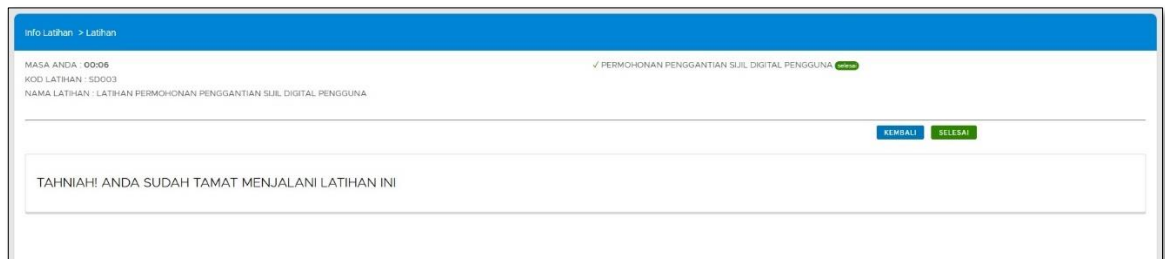 Info Latihan > Latihan
MASA ANDA : 00:06
KOD LATIHAN : SD003
NAMA LATIHAN : LATIHAN PERMOHONAN PENGGANTIAN SIJIL DIGITAL PENGGUNA
✓ PERMOHONAN PENGGANTIAN SIJIL DIGITAL PENGGUNA selesai
KEMBALI SELESAI
TAHNIAH! ANDA SUDAH TAMAT MENJALANI LATIHAN INI